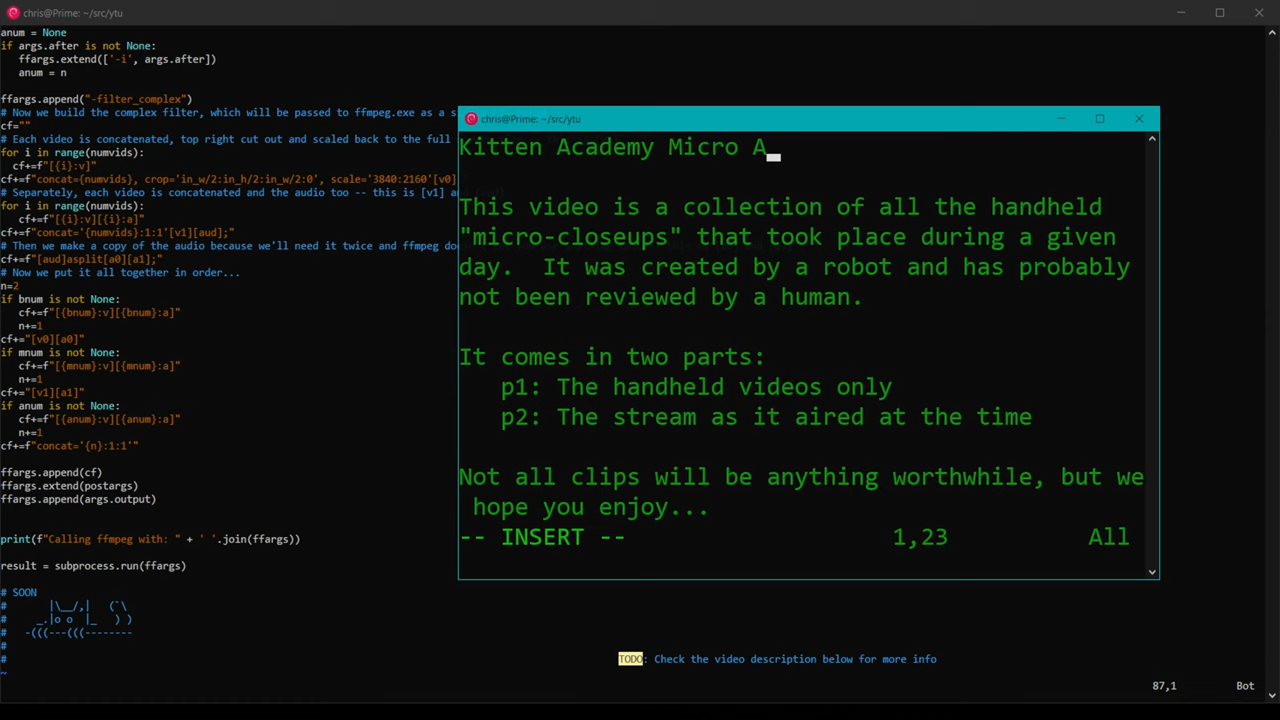 chris@Prime: ~/src/ytu
anum = None
if args.after is not None:
   ffargs.extend(['-i', args.after])
   anum = n
ffargs.append("-filter_complex")
# Now we build the complex filter, which will be passed to ffmpeg.exe as a s
cf=""
# Each video is concatenated, top right cut out and scaled back to the full
for i in range(numvids):
  cf+=f"[{i}:v]"
cf+=f"concat={numvids}, crop='in_w/2:in_h/2:in_w/2:0', scale='3840:2160'[v0]
# Separately, each video is concatenated and the audio too -- this is [v1] a
for i in range(numvids):
   cf+=f"[{i}:v][{i}:a]"
cf+=f"concat='{numvids}:1:1'[v1][aud];"
# Then we make a copy of the audio because we'll need it twice and ffmpeg do
cf+=f"[aud]asplit[a0][a1];"
# Now we put it all together in order...
n=2
if bnum is not None:
   cf+=f"[{bnum}:v][{bnum}:a]"
   n+=1
cf+="[v0][a0]"
if mnum is not None:
   cf+=f"[{mnum}:v][{mnum}:a]"
   n+=1
cf+="[v1][a1]"
if anum is not None:
   cf+=f"[{anum}:v][{anum}:a]"
   n+=1
cf+=f"concat='{n}:1:1'"
ffargs.append(cf)
ffargs.extend(postargs)
ffargs.append(args.output)
print(f"Calling ffmpeg with: " + ' '.join(ffargs))
result = subprocess.run(ffargs)
# SOON
#      |\__/,|   (`\
#    _.|o o  |_   ) )
#   -(((---(((--------
#
#
~
chris@Prime: ~/src/ytu
Kitten Academy Micro A
This video is a collection of all the handheld
"micro-closeups" that took place during a given
day.  It was created by a robot and has probably
not been reviewed by a human.
It comes in two parts:
   p1: The handheld videos only
   p2: The stream as it aired at the time
Not all clips will be anything worthwhile, but we
 hope you enjoy...
-- INSERT -- 1,23 All
TODO: Check the video description below for more info
87,1 Bot